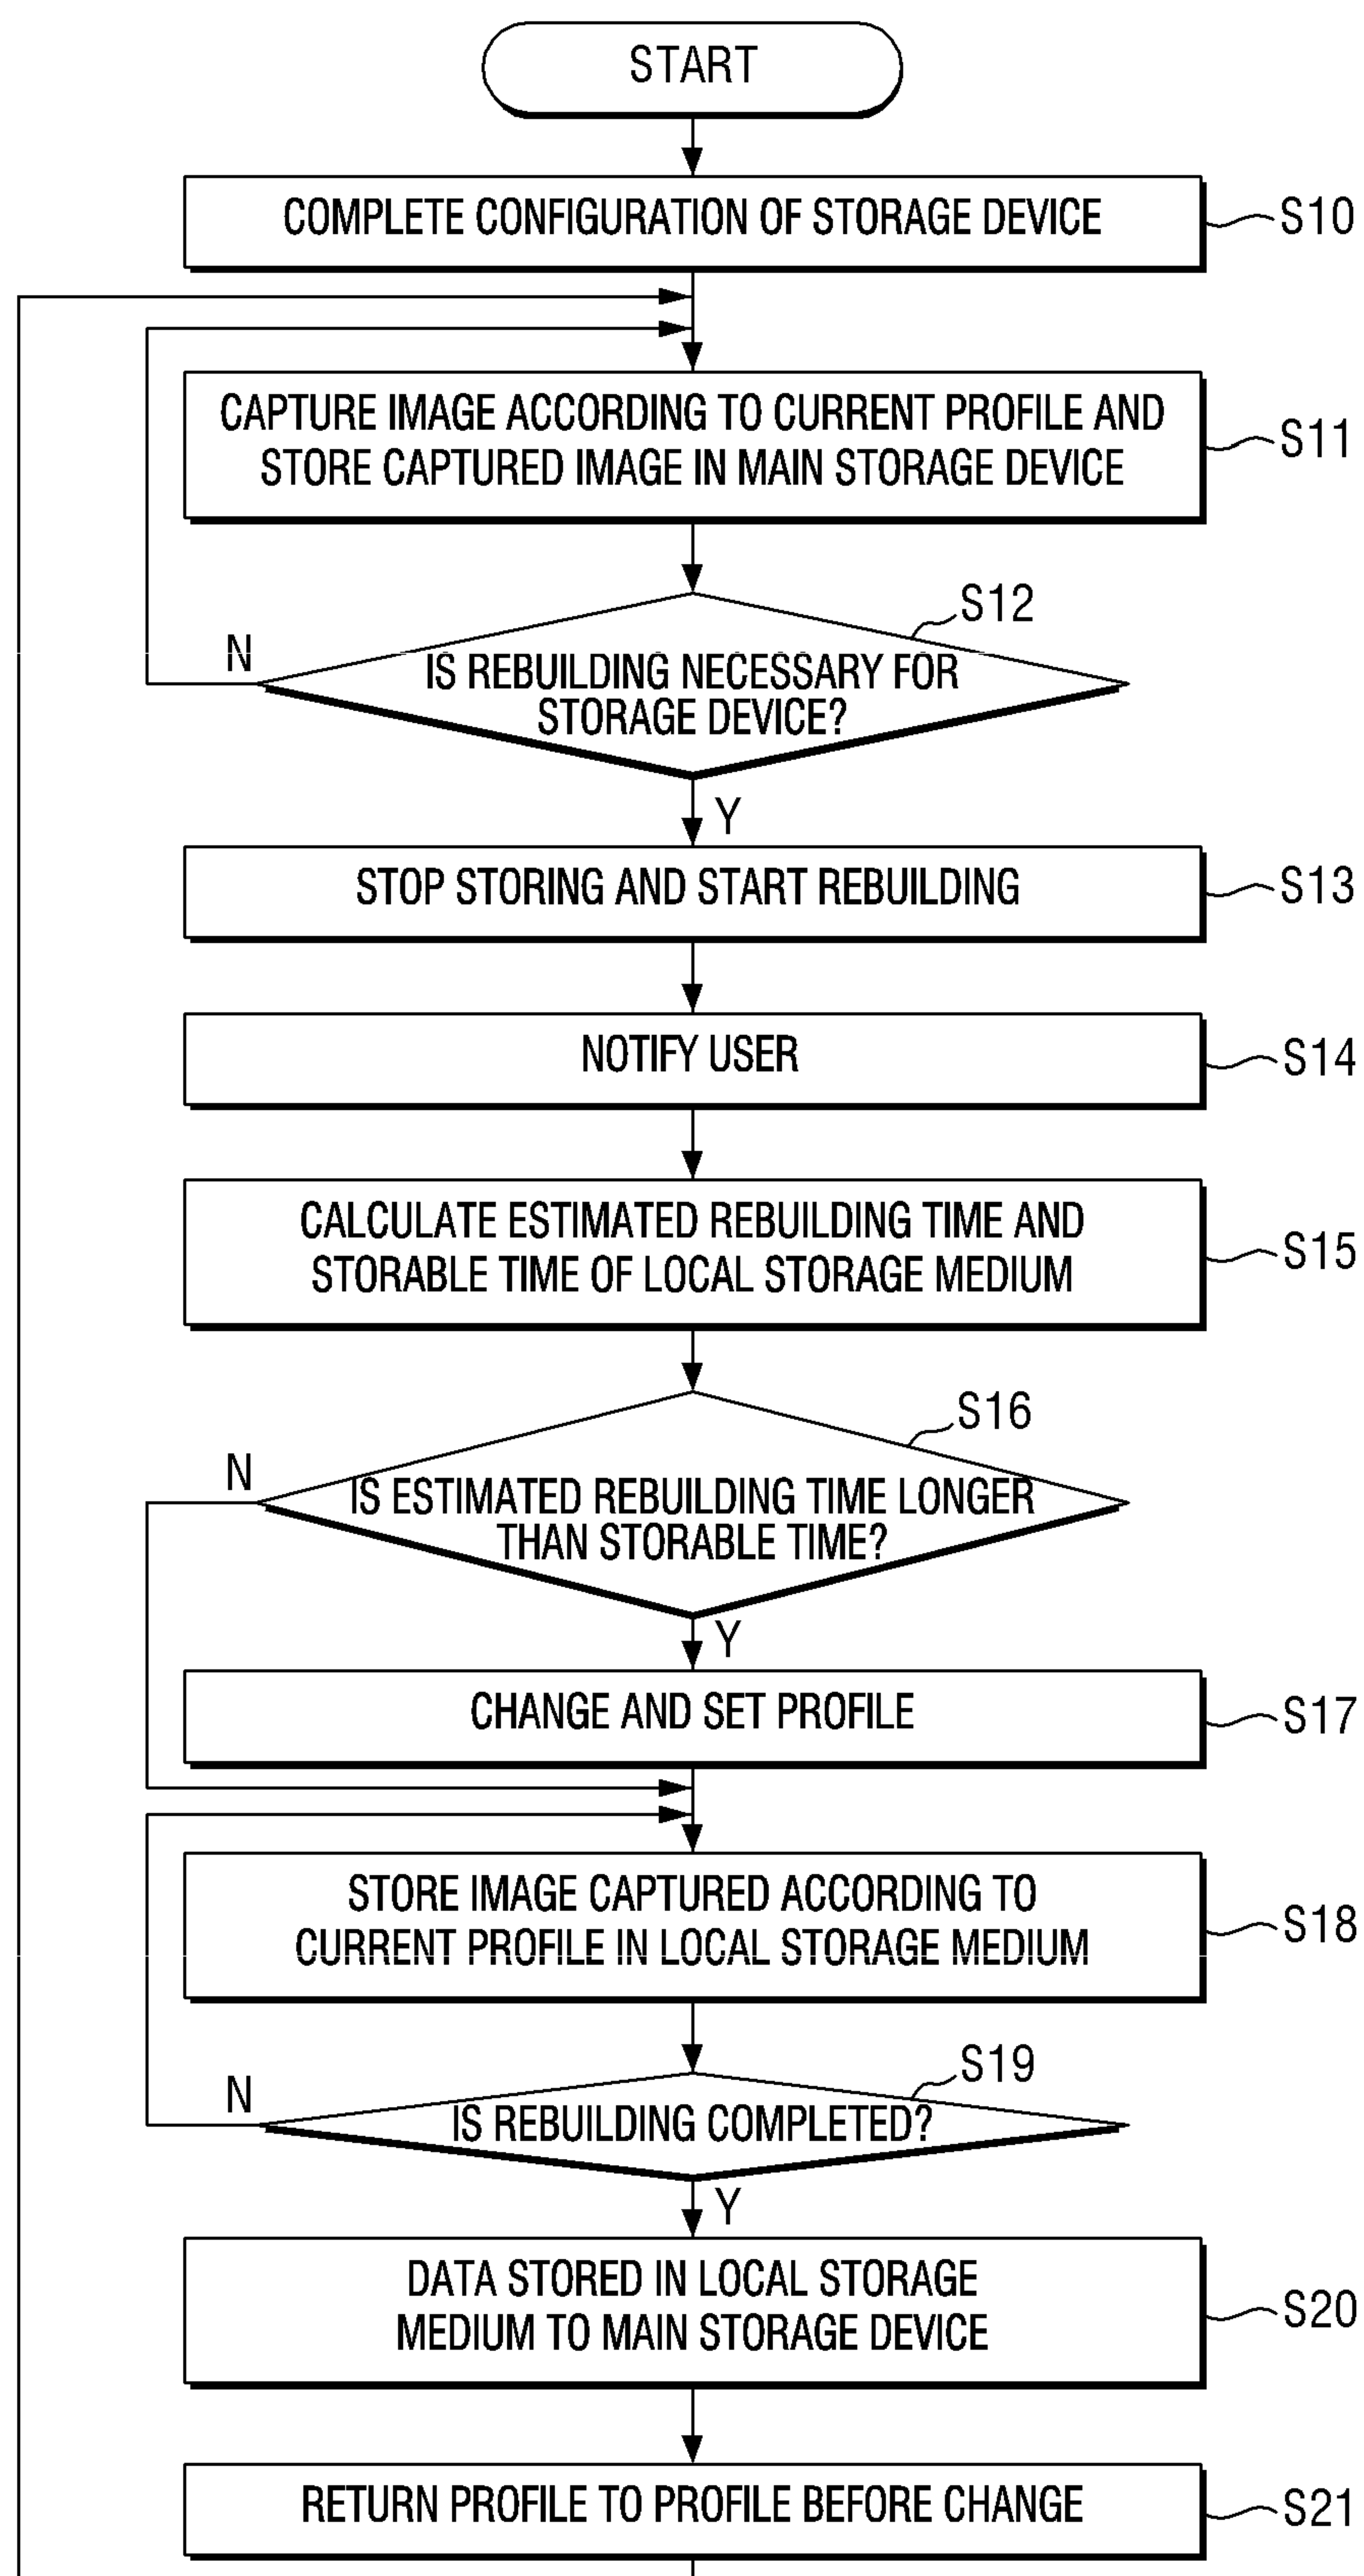 START
COMPLETE CONFIGURATION OF STORAGE DEVICE
S10
CAPTURE IMAGE ACCORDING TO CURRENT PROFILE AND
STORE CAPTURED IMAGE IN MAIN STORAGE DEVICE
S11
S12
N
IS REBUILDING NECESSARY FOR
STORAGE DEVICE?
Y
STOP STORING AND START REBUILDING
S13
NOTIFY USER
S14
CALCULATE ESTIMATED REBUILDING TIME AND
STORABLE TIME OF LOCAL STORAGE MEDIUM
S15
S16
N
IS ESTIMATED REBUILDING TIME LONGER
THAN STORABLE TIME?
Y
CHANGE AND SET PROFILE
S17
STORE IMAGE CAPTURED ACCORDING TO
CURRENT PROFILE IN LOCAL STORAGE MEDIUM
S18
S19
N
IS REBUILDING COMPLETED?
Y
DATA STORED IN LOCAL STORAGE
MEDIUM TO MAIN STORAGE DEVICE
S20
RETURN PROFILE TO PROFILE BEFORE CHANGE
S21